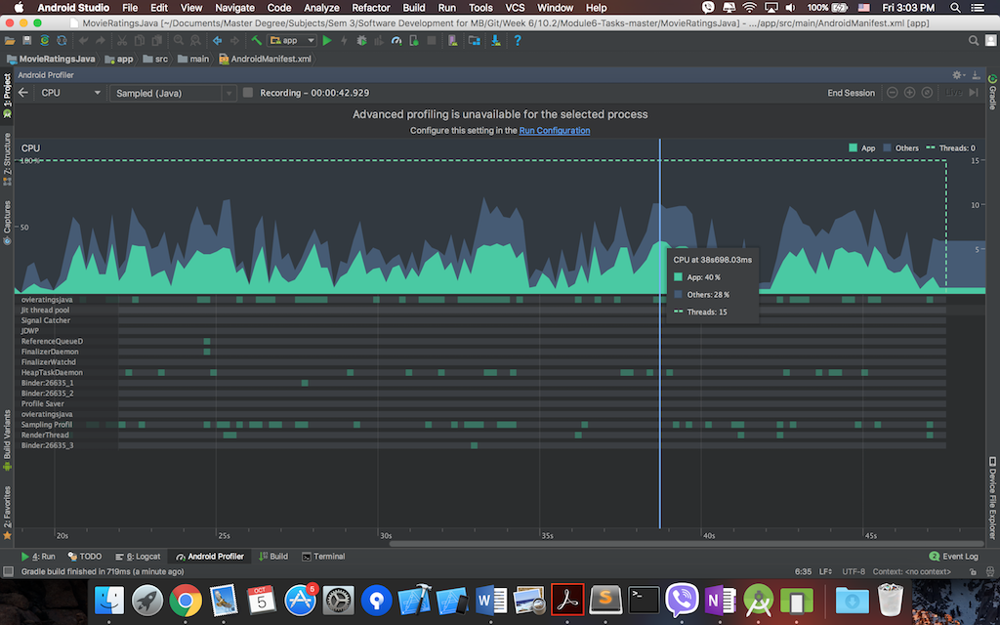 Android Studio File Edit View Navigate Code Analyze Refactor Build Run Tools VCS Window Help 100% Fri 3:03 PM
MovieRatingsJava [~/Documents/Master Degree/Subjects/Sem 3/Software Development for MB/Git/Week 6/10.2/Module6-Tasks-master/MovieRatingsJava] - .../app/src/main/AndroidManifest.xml [app]
app
MovieRatingsJava app src main AndroidManifest.xml
Android Profiler
CPU Sampled (Java) Recording - 00:00:42.929 End Session Live
Advanced profiling is unavailable for the selected process
Configure this setting in the Run Configuration
CPU App Others Threads: 0
100 % 15
50 10
5
CPU at 38s698.03ms
App: 40 %
Others: 28 %
Threads: 15
ovieratingsjava
Jit thread pool
Signal Catcher
JDWP
ReferenceQueueD
FinalizerDaemon
FinalizerWatchd
HeapTaskDaemon
Binder:26635_1
Binder:26635_2
Profile Saver
ovieratingsjava
Sampling Profil
RenderThread
Binder:26635_3
20s 25s 30s 35s 40s 45s
1: Project
7: Structure
Captures
Build Variants
2: Favorites
Gradle
Device File Explorer
4: Run TODO 6: Logcat Android Profiler Build Terminal 2 Event Log
Gradle build finished in 719ms (a minute ago) 6:35 LF÷ UTF-8 Context: <no context>
OCT
5
5